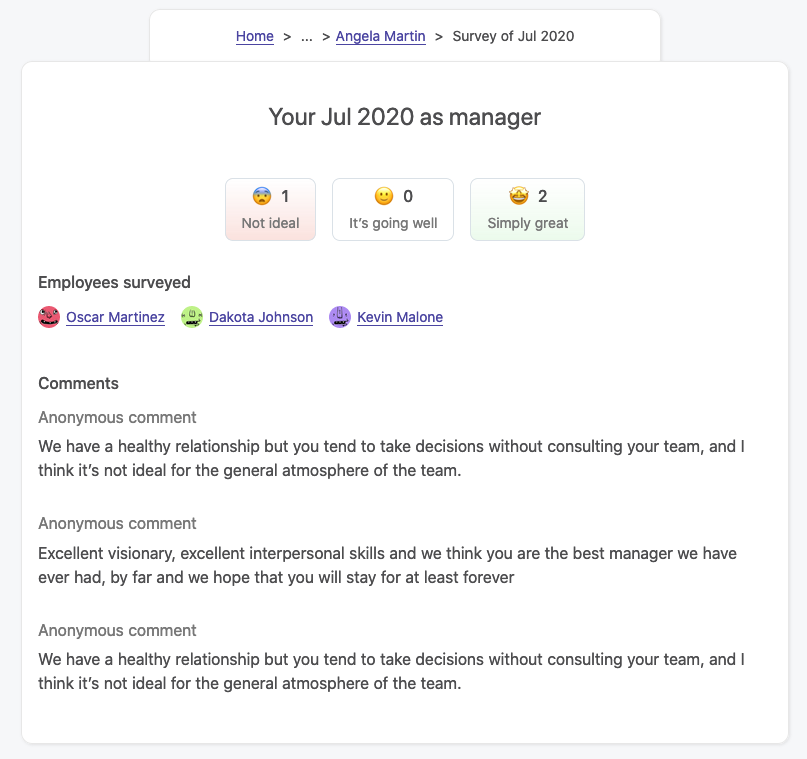 Home > ... > Angela Martin > Survey of Jul 2020
Your Jul 2020 as manager
1 0 2
Not ideal It’s going well Simply great
Employees surveyed
Oscar Martinez Dakota Johnson Kevin Malone
Comments
Anonymous comment
We have a healthy relationship but you tend to take decisions without consulting your team, and I
think it’s not ideal for the general atmosphere of the team.
Anonymous comment
Excellent visionary, excellent interpersonal skills and we think you are the best manager we have
ever had, by far and we hope that you will stay for at least forever
Anonymous comment
We have a healthy relationship but you tend to take decisions without consulting your team, and I
think it’s not ideal for the general atmosphere of the team.